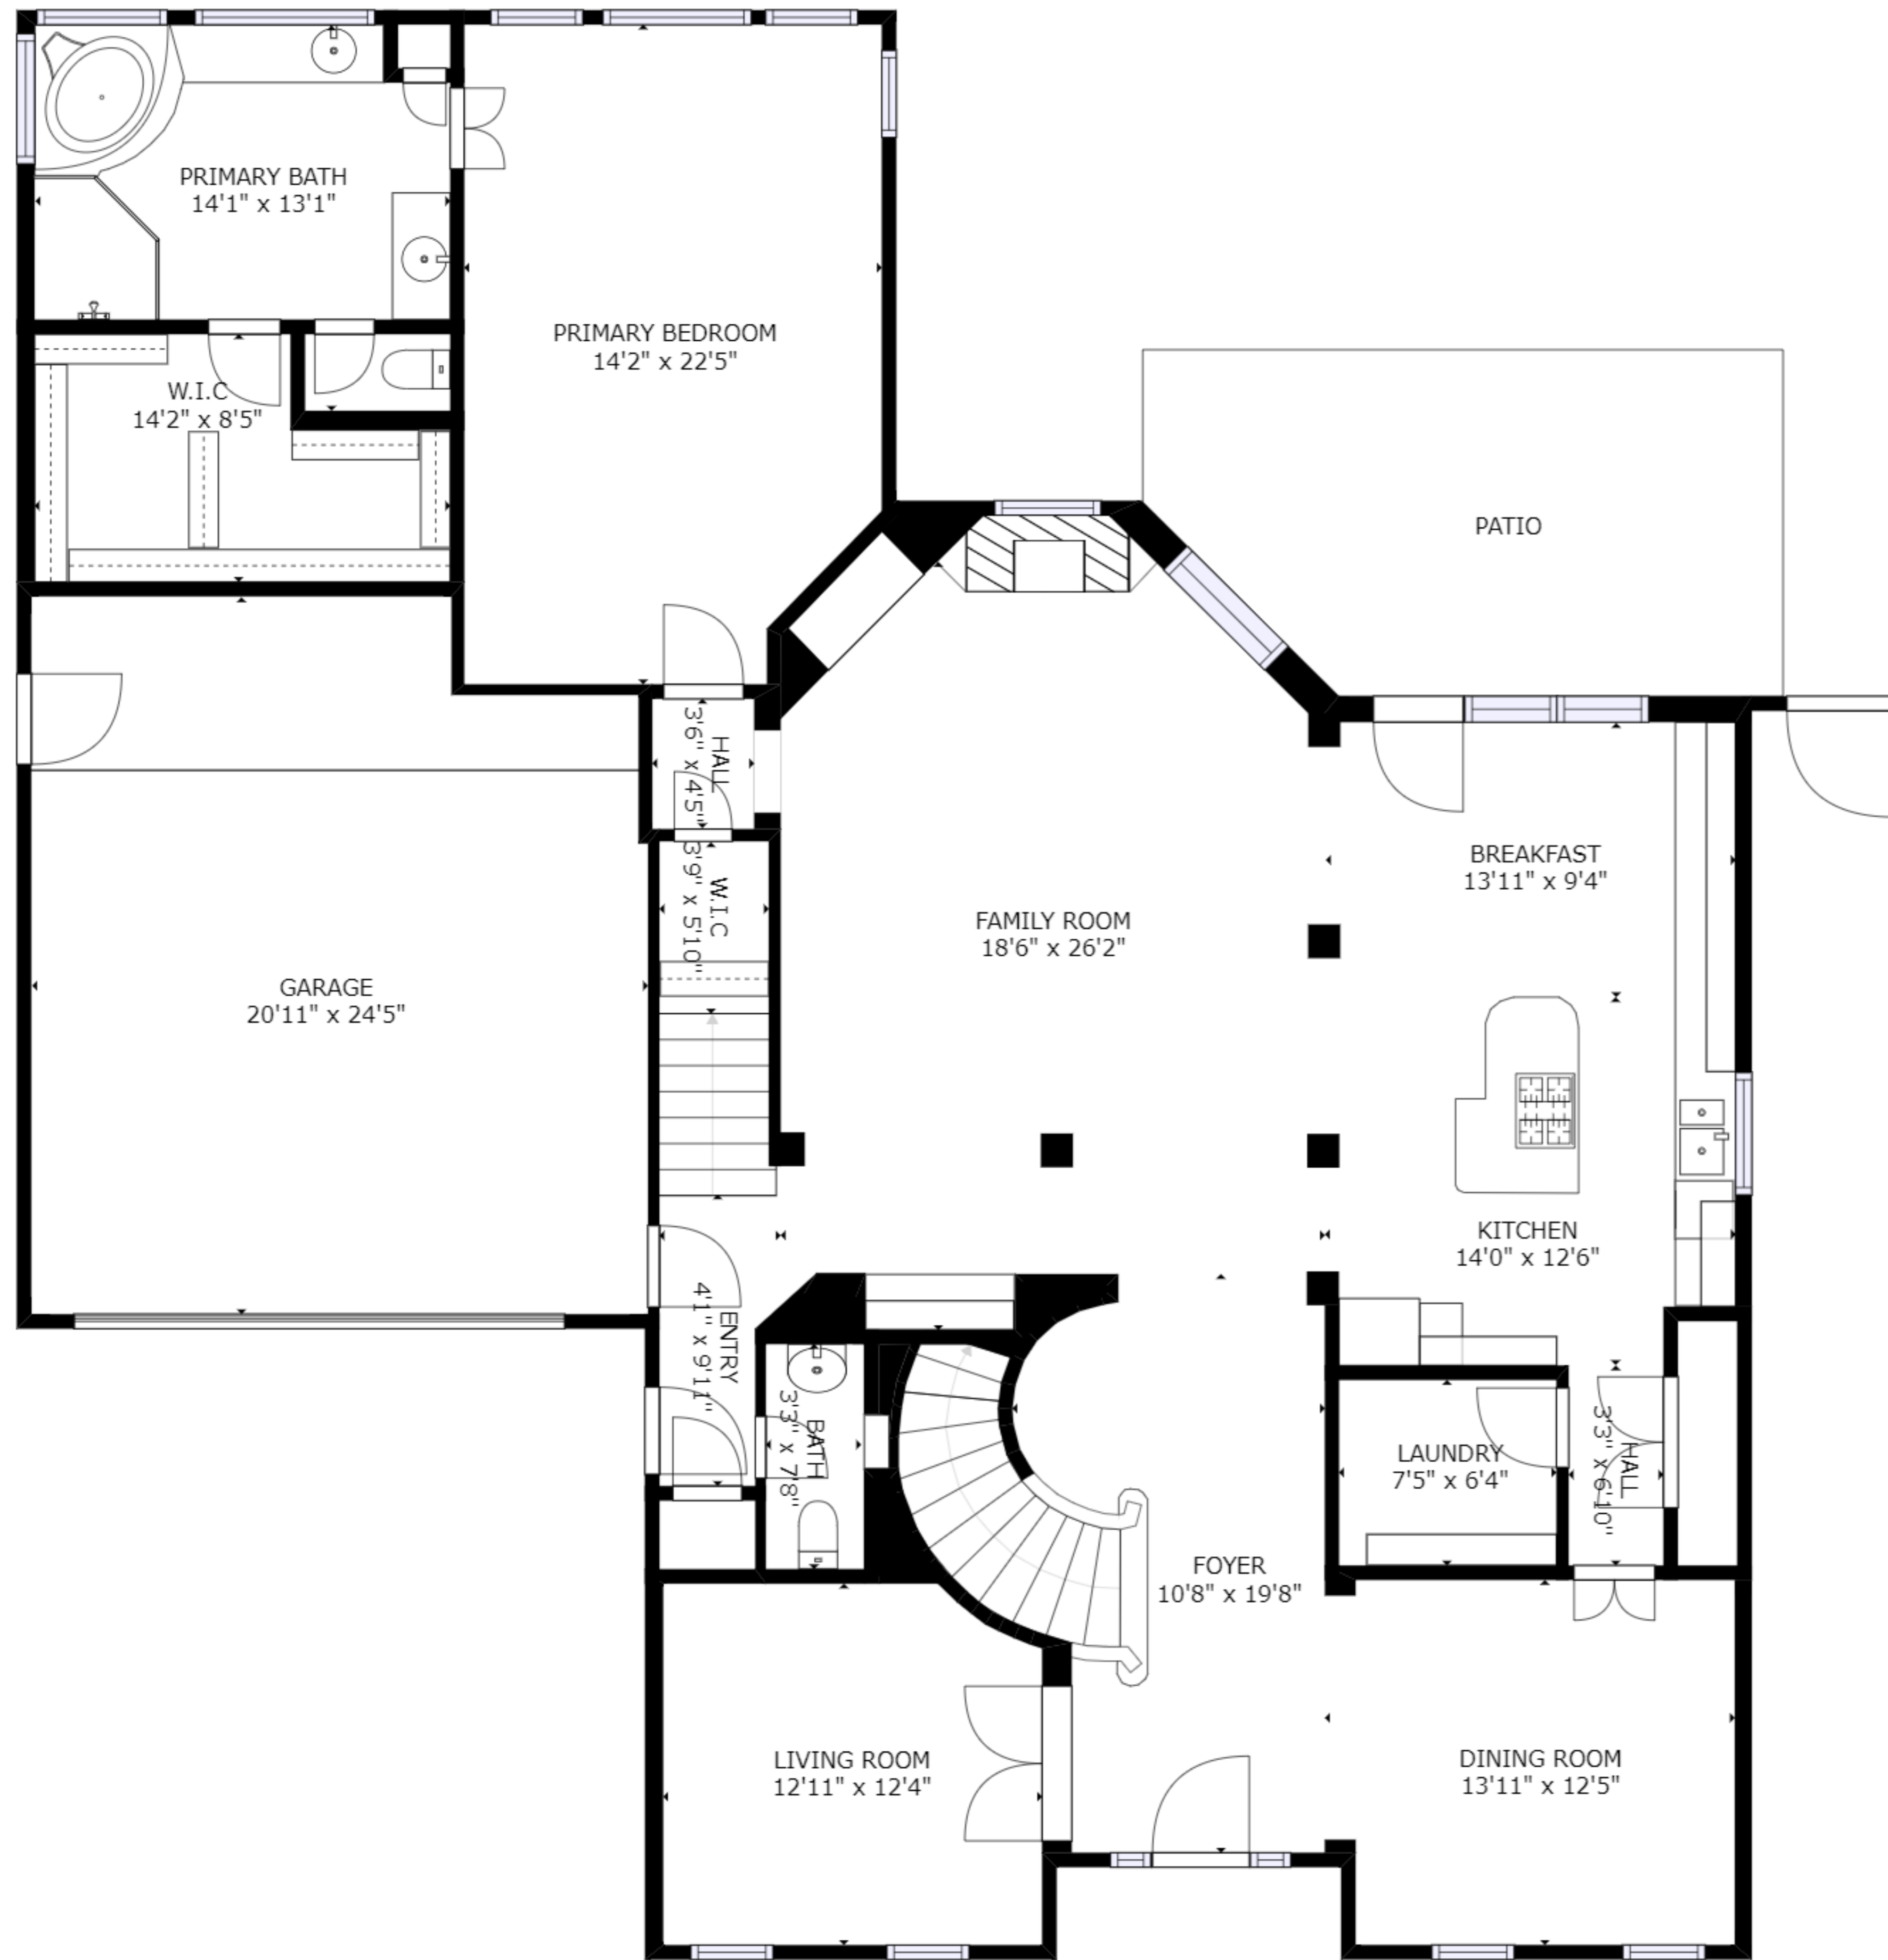 PRIMARY BATH
14'1" x 13'1"
PRIMARY BEDROOM
14'2" x 22'5"
W.I.C
14'2" x 8'5"
PATIO
HALL
3'6" x 4'5"
W.I.C
3'9" x 5'10"
BREAKFAST
13'11" x 9'4"
FAMILY ROOM
18'6" x 26'2"
GARAGE
20'11" x 24'5"
KITCHEN
14'0" x 12'6"
ENTRY
4'1" x 9'11"
BATH
3'3" x 7'8"
LAUNDRY
7'5" x 6'4"
HALL
3'3" x 6'10"
FOYER
10'8" x 19'8"
LIVING ROOM
12'11" x 12'4"
DINING ROOM
13'11" x 12'5"